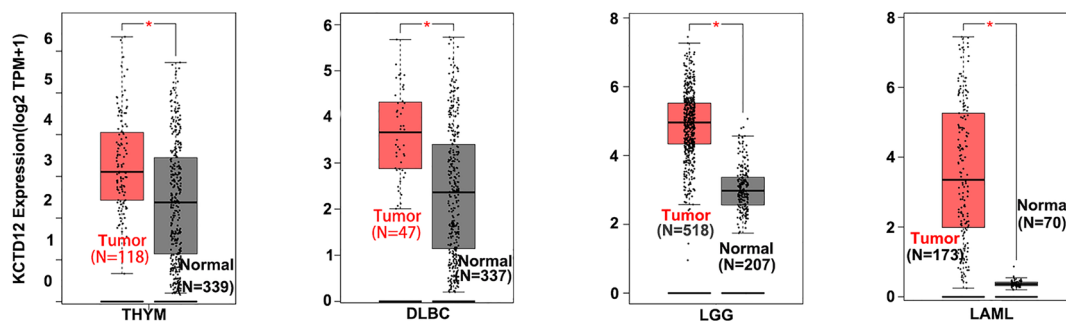 KCTD12 Expression(log2 TPM+1)
6
5
4
3
2
1
0
*
Tumor
(N=118)
Normal
(N=339)
THYM
6
5
4
3
2
1
0
*
Tumor
(N=47)
Normal
(N=337)
DLBC
8
6
4
2
0
*
Tumor
(N=518)
Normal
(N=207)
LGG
8
6
4
2
0
*
Tumor
(N=173)
Normal
(N=70)
LAML